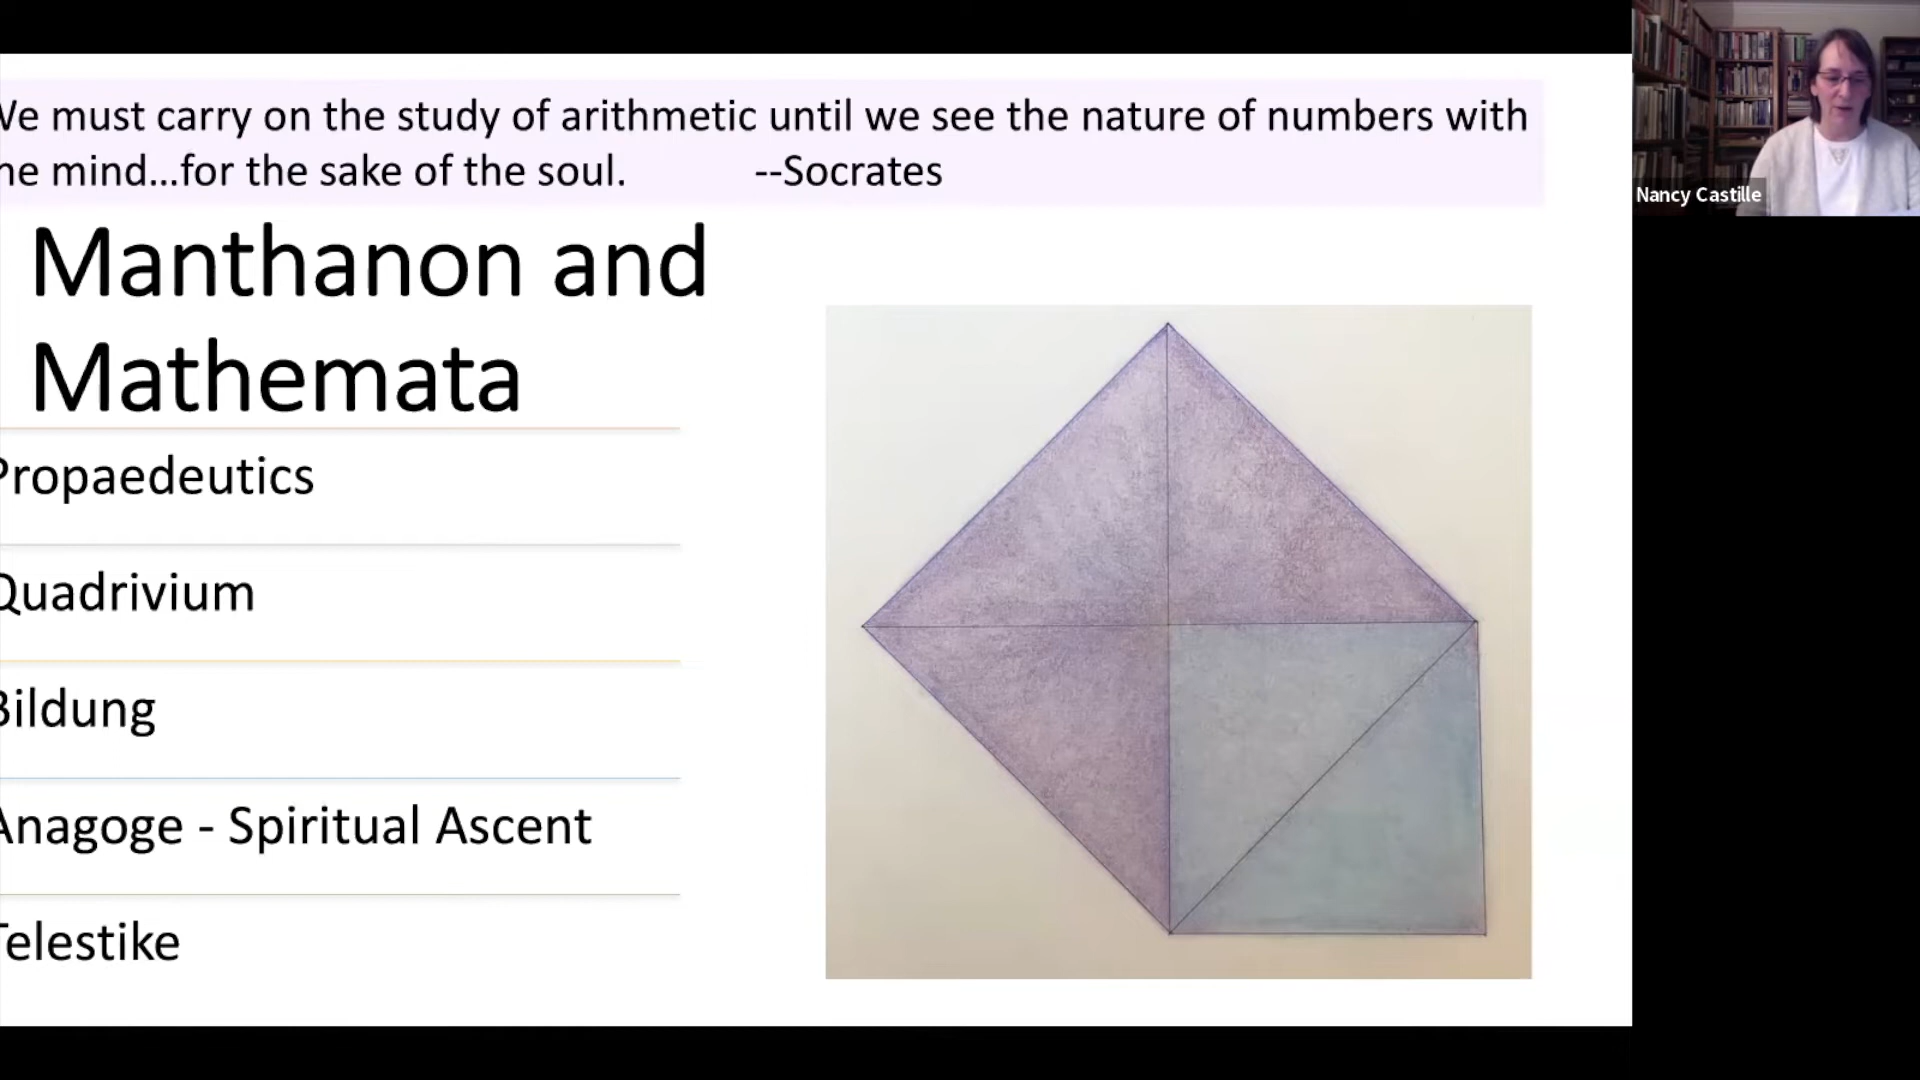 We must carry on the study of arithmetic until we see the nature of numbers with
he mind...for the sake of the soul. --Socrates
Manthanon and
Mathemata
Propaedeutics
Quadrivium
Bildung
Anagoge - Spiritual Ascent
Telestike
Nancy Castille